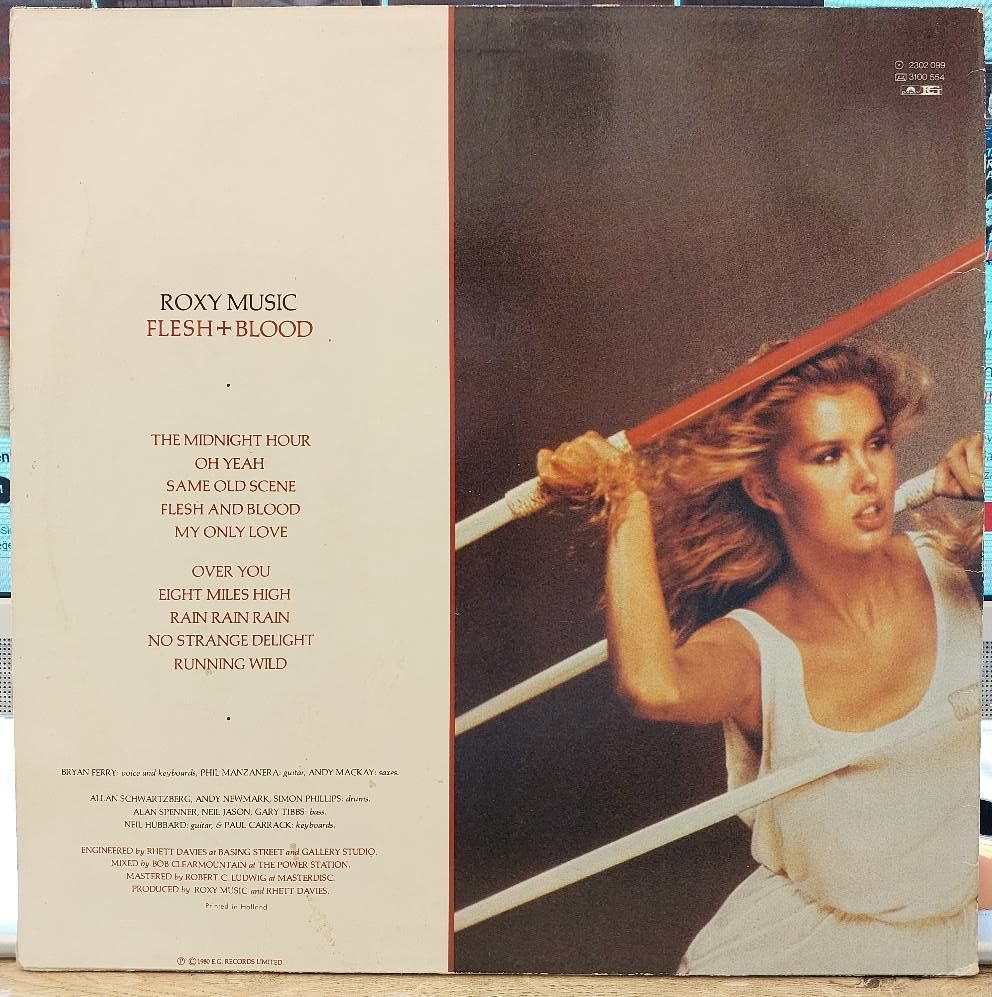 2302 099
3100 554
ROXY MUSIC
FLESH+BLOOD
THE MIDNIGHT HOUR
OH YEAH
SAME OLD SCENE
FLESH AND BLOOD
MY ONLY LOVE
OVER YOU
EIGHT MILES HIGH
RAIN RAIN RAIN
NO STRANGE DELIGHT
RUNNING WILD
BRYAN FERRY: voice and keyboards, PHIL MANZANERA: guitar, ANDY MACKAY: saxes.
ALLAN SCHWARTZBERG, ANDY NEWMARK, SIMON PHILLIPS: drums.
ALAN SPENNER, NEIL JASON, GARY TIBBS: bass.
NEIL HUBBARD: guitar, & PAUL CARRACK: keyboards.
ENGINEERED by RHETT DAVIES at BASING STREET and GALLERY STUDIO.
MIXED by BOB CLEARMOUNTAIN at THE POWER STATION.
MASTERED by ROBERT C. LUDWIG at MASTERDISC.
PRODUCED by ROXY MUSIC and RHETT DAVIES.
Printed in Holland
℗ © 1980 E.G. RECORDS LIMITED.